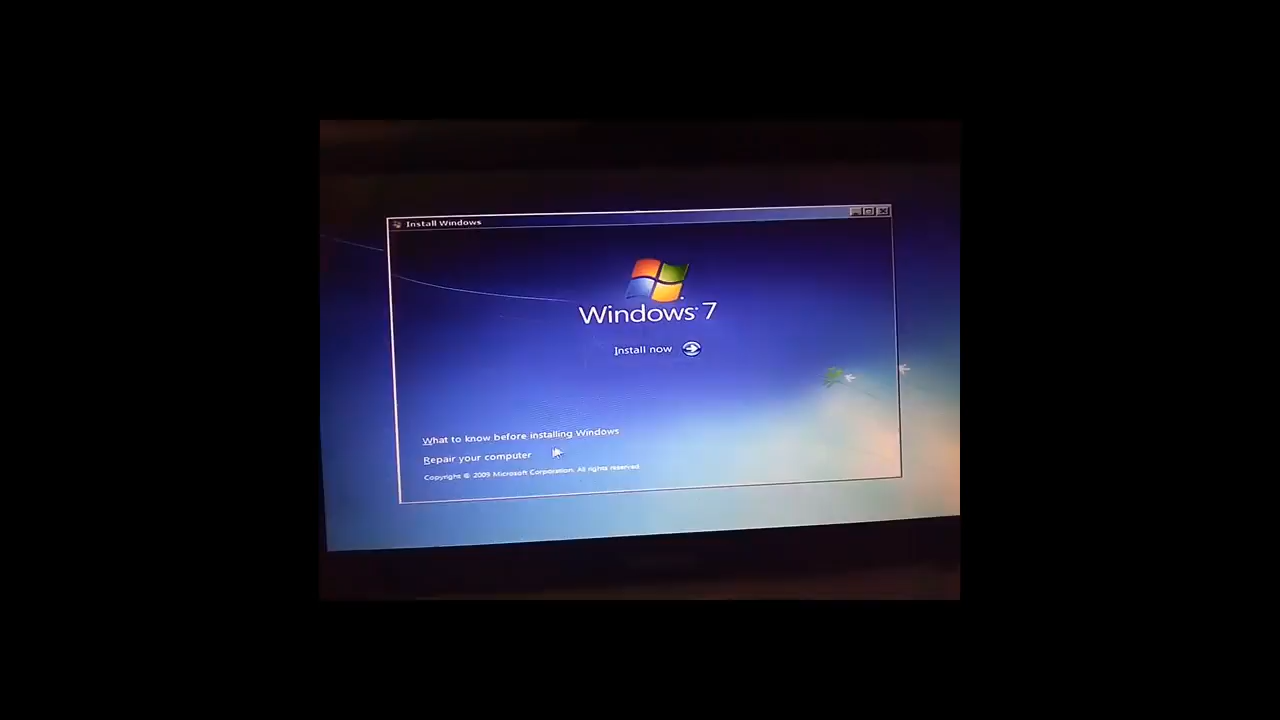 Install Windows
Windows 7
Install now
What to know before installing Windows
Repair your computer
Copyright © 2009 Microsoft Corporation. All rights reserved.